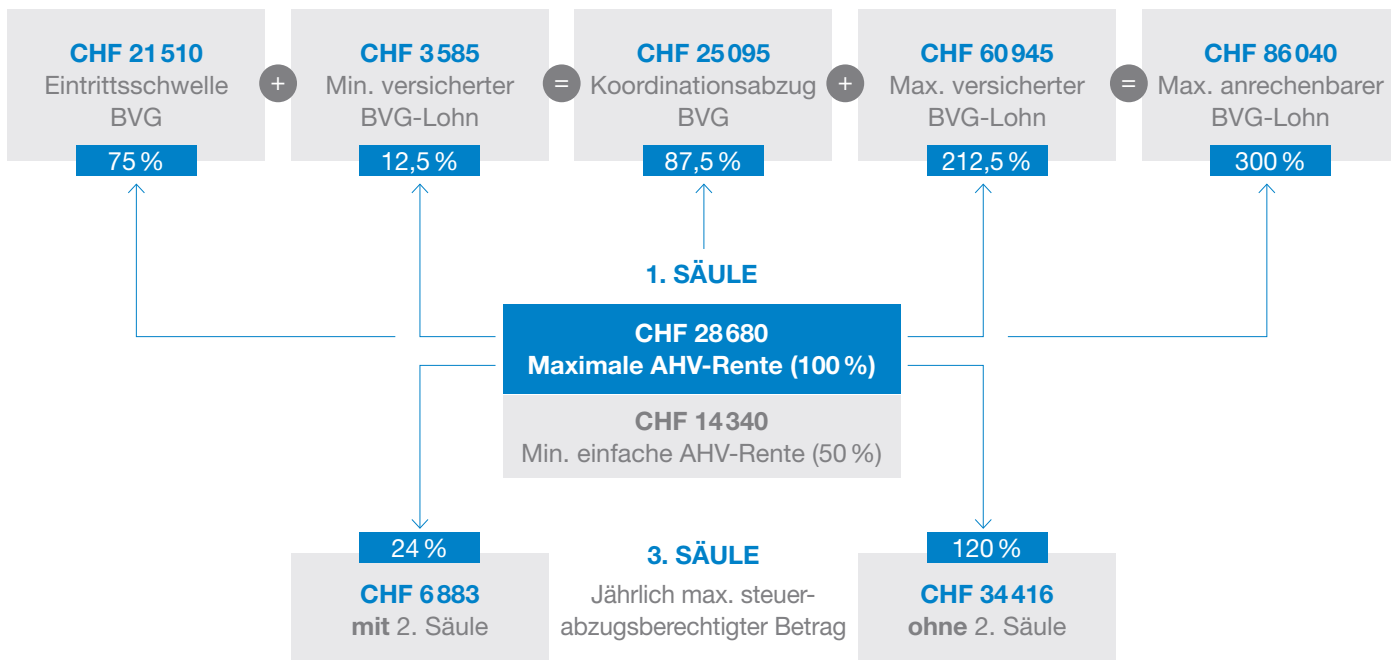 CHF 21 510
Eintrittsschwelle
BVG
75 %
+
CHF 3 585
Min. versicherter
BVG-Lohn
12,5 %
=
CHF 25 095
Koordinationsabzug
BVG
87,5 %
+
CHF 60 945
Max. versicherter
BVG-Lohn
212,5 %
=
CHF 86 040
Max. anrechenbarer
BVG-Lohn
300 %
1. SÄULE
CHF 28 680
Maximale AHV-Rente (100 %)
CHF 14 340
Min. einfache AHV-Rente (50 %)
24 %
CHF 6 883
mit 2. Säule
3. SÄULE
Jährlich max. steuer-
abzugsberechtigter Betrag
120 %
CHF 34 416
ohne 2. Säule